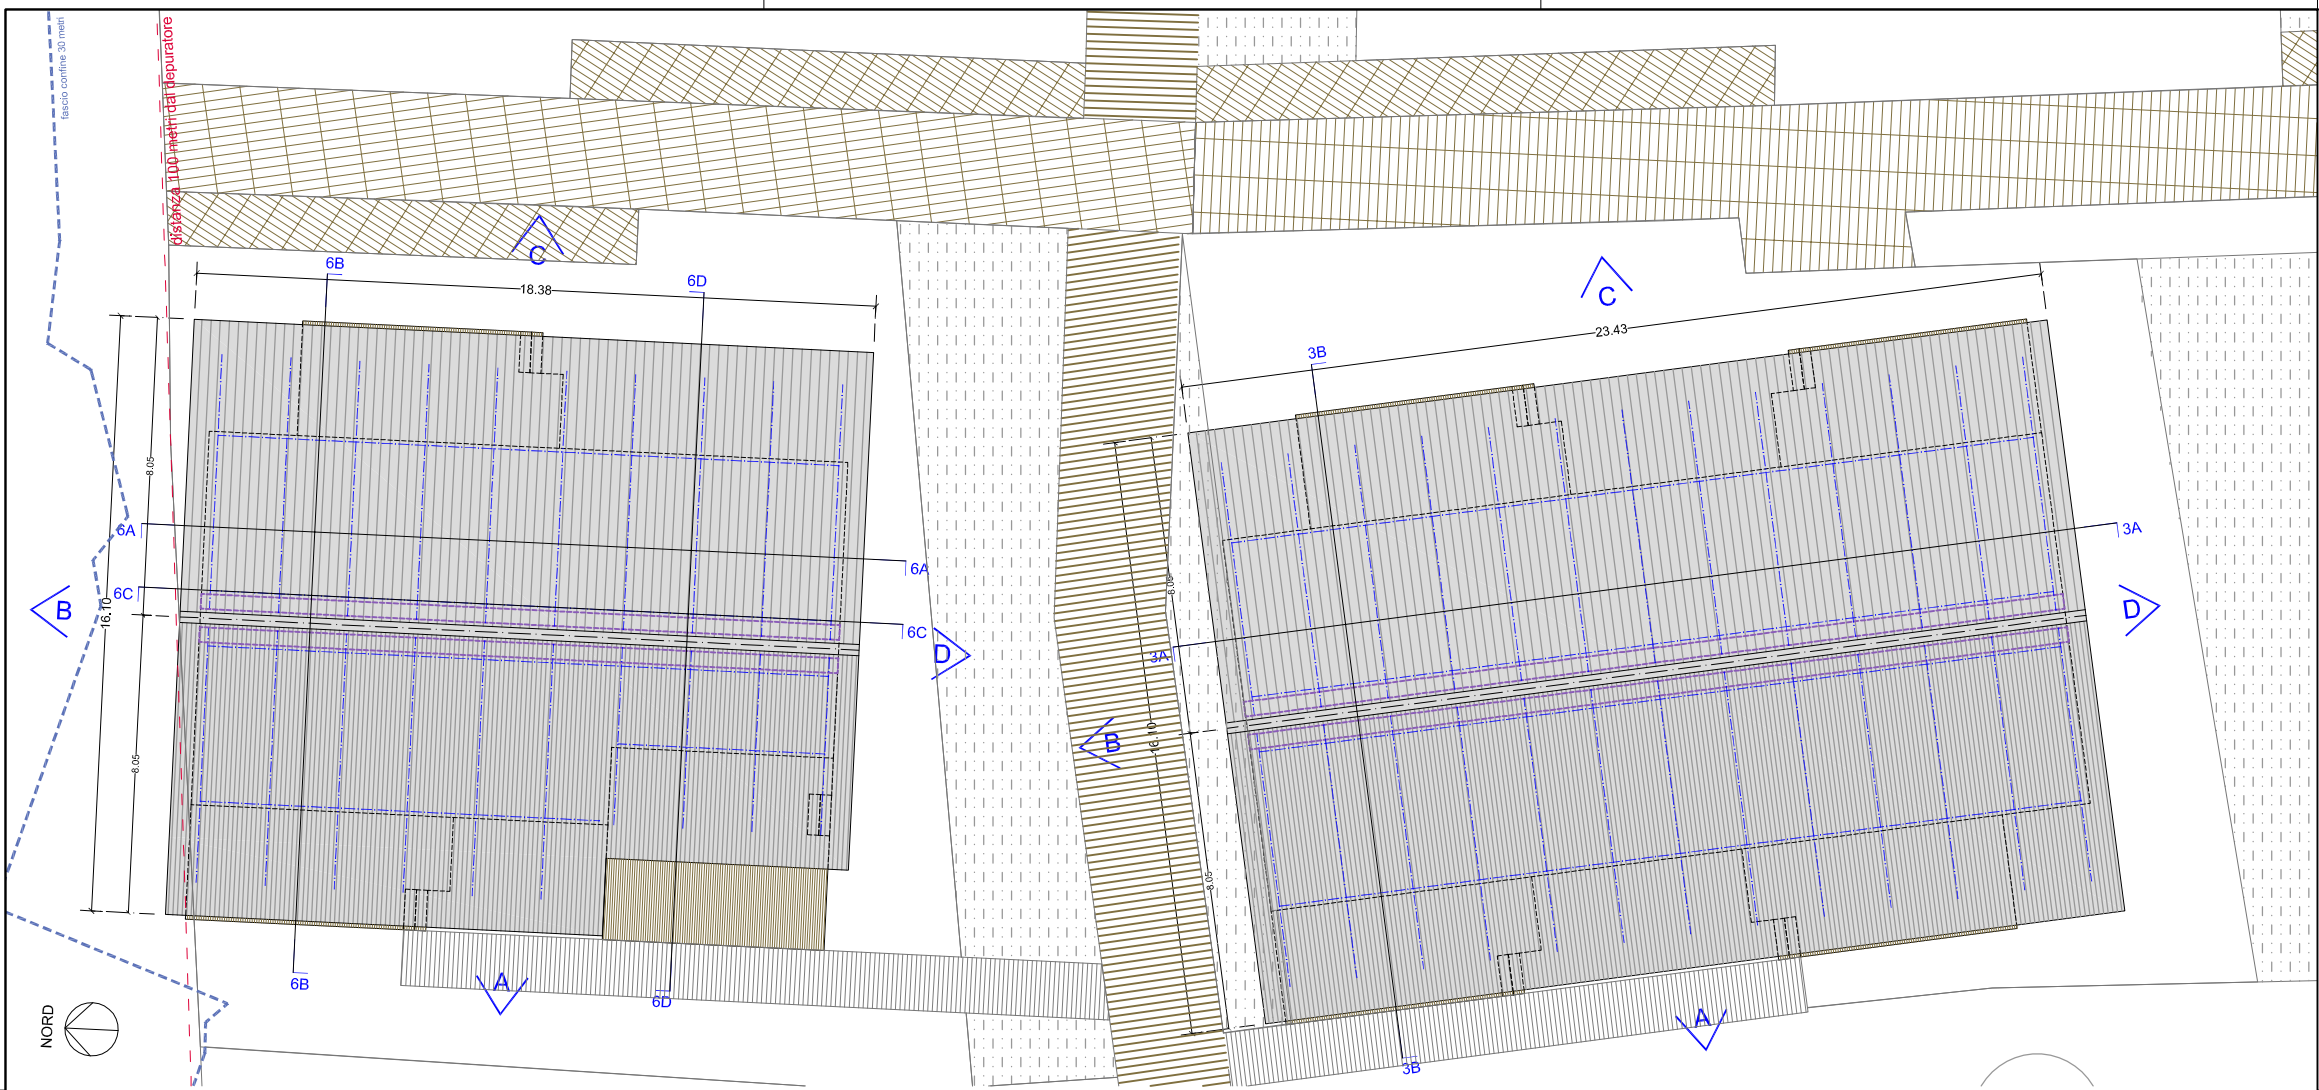 fascio confine 30 metri
distanza 100 metri dal depuratore
C
6B
18.38
6D
C
23.43
3B
8.05
6A
6A
3A
6C
B
16.10
6C
D
8.05
3A
D
B
16.10
8.05
8.05
6B
A
6D
A
3B
NORD